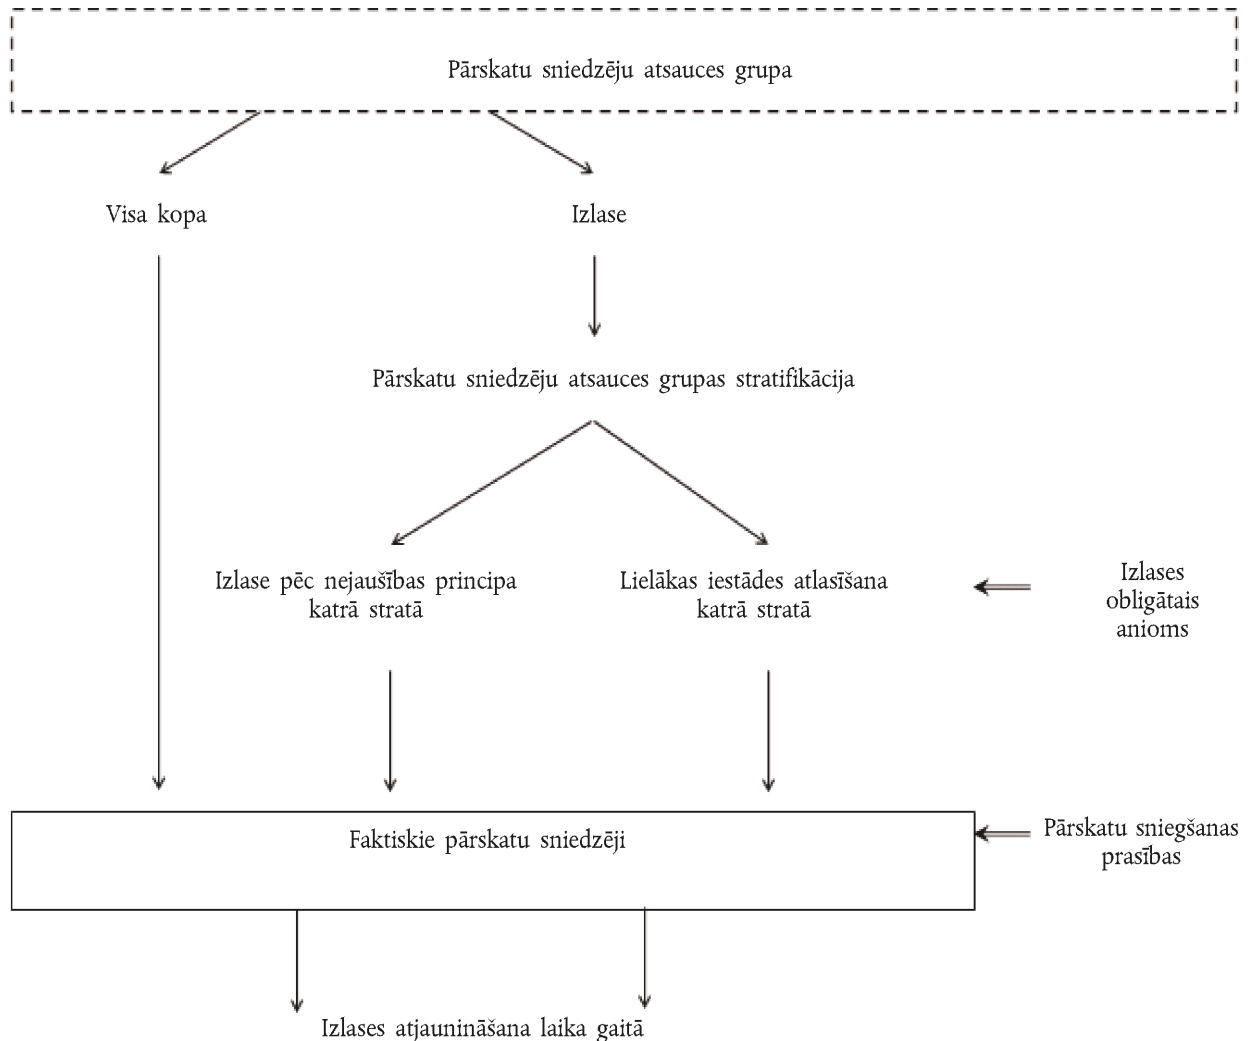 Pārskatu sniedzēju atsauces grupa
Visa kopa
Izlase
Pārskatu sniedzēju atsauces grupas stratifikācija
Izlase pēc nejaušības principa
katrā stratā
Lielākas iestādes atlasīšana
katrā stratā
Izlases
obligātais
anioms
Faktiskie pārskatu sniedzēji
Pārskatu sniegšanas
prasības
Izlases atjaunināšana laika gaitā